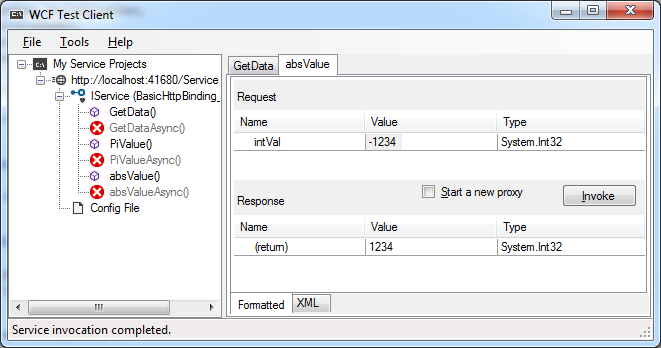 WCF Test Client
File Tools Help
My Service Projects
http://localhost:41680/Service
IService (BasicHttpBinding_
GetData()
GetDataAsync()
PiValue()
PiValueAsync()
absValue()
absValueAsync()
Config File
GetData absValue
Request
Name Value Type
intVal -1234 System.Int32
Response
Start a new proxy
Invoke
Name Value Type
(return) 1234 System.Int32
Formatted XML
Service invocation completed.